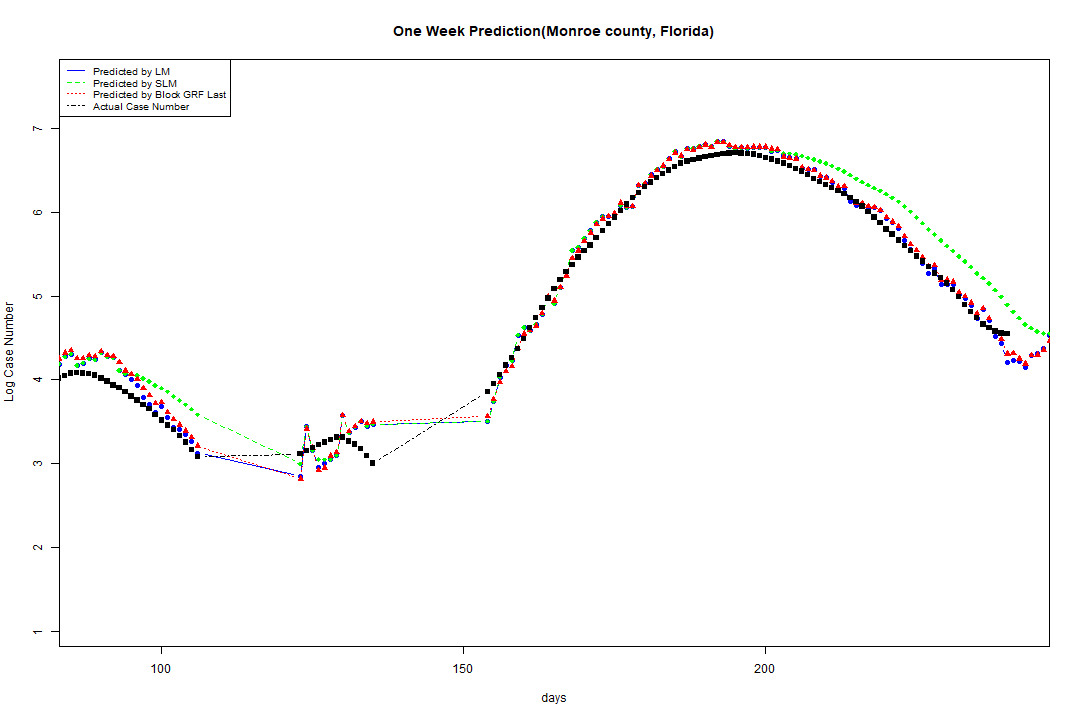 One Week Prediction(Monroe county, Florida)
Predicted by LM
Predicted by SLM
Predicted by Block GRF Last
Actual Case Number
7
6
5
4
3
2
1
Log Case Number
100
150
200
days